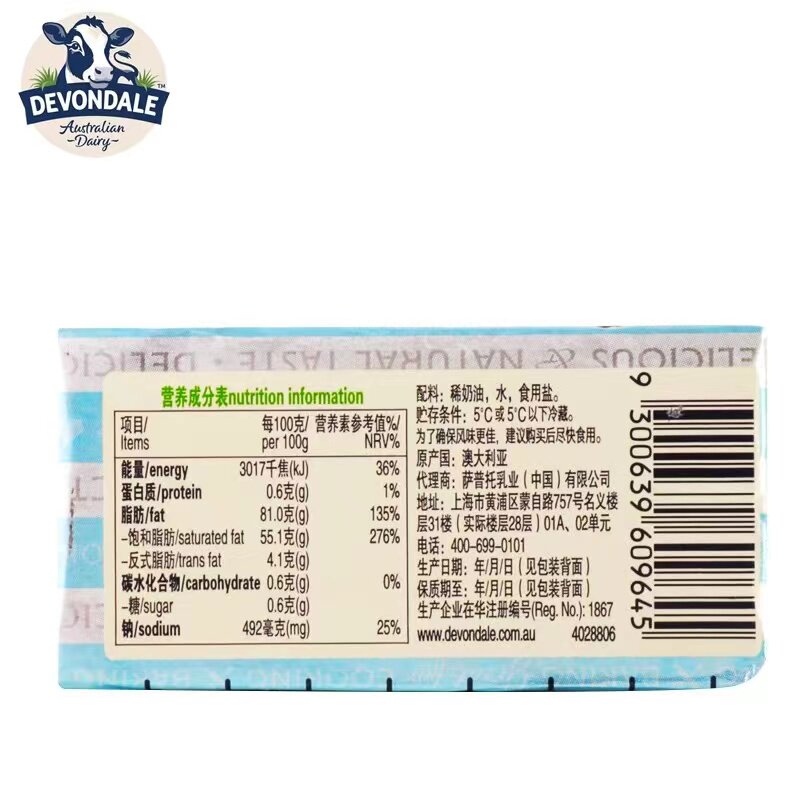 DEVONDALE™
Australian
Dairy
ELICIOUS & NATURAL TASTE · DELICIO
营养成分表nutrition information
项目/ 每100克/ 营养素参考值%/
Items per 100g NRV%
能量/energy 3017千焦(kJ) 36%
蛋白质/protein 0.6克(g) 1%
脂肪/fat 81.0克(g) 135%
–饱和脂肪/saturated fat 55.1克(g) 276%
–反式脂肪/trans fat 4.1克(g)
碳水化合物/carbohydrate 0.6克(g) 0%
–糖/sugar 0.6克(g)
钠/sodium 492毫克(mg) 25%
配料：稀奶油，水，食用盐。
贮存条件：5°C或5°C以下冷藏。
为了确保风味更佳，建议购买后尽快食用。
原产国：澳大利亚
代理商：萨普托乳业（中国）有限公司
地址：上海市黄浦区蒙自路757号名义楼
层31楼（实际楼层28层）01A、02单元
电话：400-699-0101
生产日期：年/月/日（见包装背面）
保质期至：年/月/日（见包装背面）
生产企业在华注册编号(Reg. No.): 1867
www.devondale.com.au 4028806
9 300639 609645
COOKING